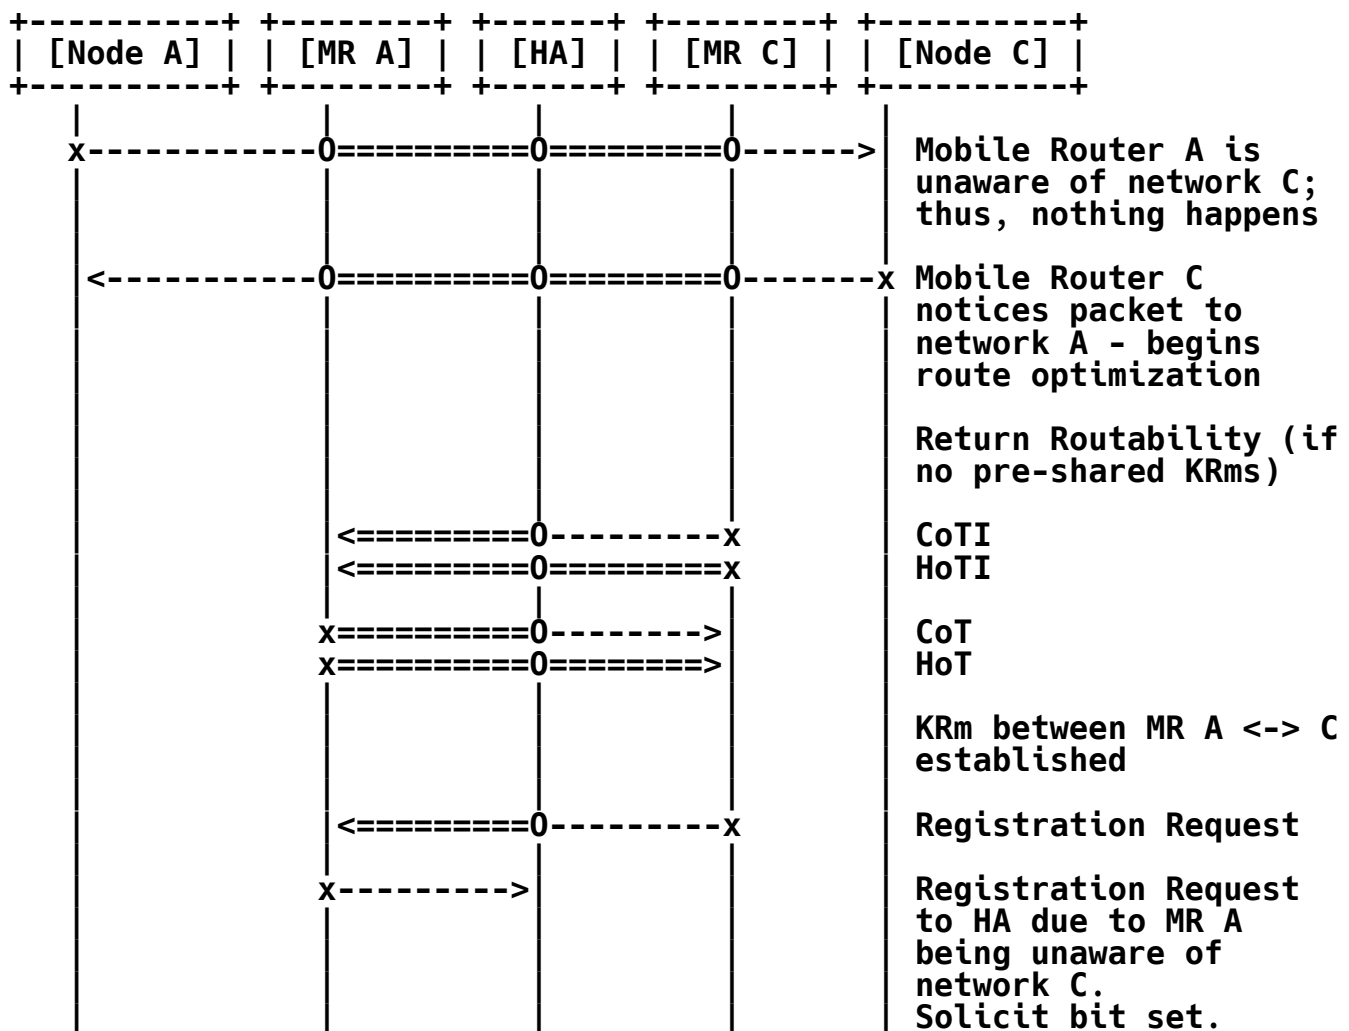 +----------+ +--------+ +------+ +--------+ +----------+
| [Node A] | | [MR A] | | [HA] | | [MR C] | | [Node C] |
+----------+ +--------+ +------+ +--------+ +----------+
    |            |          |         |       |
    x------------O==========O=========O------>| Mobile Router A is
    |            |          |         |       | unaware of network C;
    |            |          |         |       | thus, nothing happens
    |            |          |         |       |
    |<-----------O==========O=========O-------x Mobile Router C
    |            |          |         |       | notices packet to
    |            |          |         |       | network A - begins
    |            |          |         |       | route optimization
    |            |          |         |       |
    |            |          |         |       | Return Routability (if
    |            |          |         |       | no pre-shared KRms)
    |            |          |         |       |
    |            |<=========O---------x       | CoTI
    |            |<=========O=========x       | HoTI
    |            |          |         |       |
    |            x==========O-------->|       | CoT
    |            x==========O========>|       | HoT
    |            |          |         |       |
    |            |          |         |       | KRm between MR A <-> C
    |            |          |         |       | established
    |            |          |         |       |
    |            |<=========O---------x       | Registration Request
    |            |          |         |       |
    |            x--------->|         |       | Registration Request
    |            |          |         |       | to HA due to MR A
    |            |          |         |       | being unaware of
    |            |          |         |       | network C.
    |            |          |         |       | Solicit bit set.